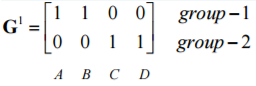 G¹ = [1 1 0 0] group−1
[0 0 1 1] group−2
A B C D